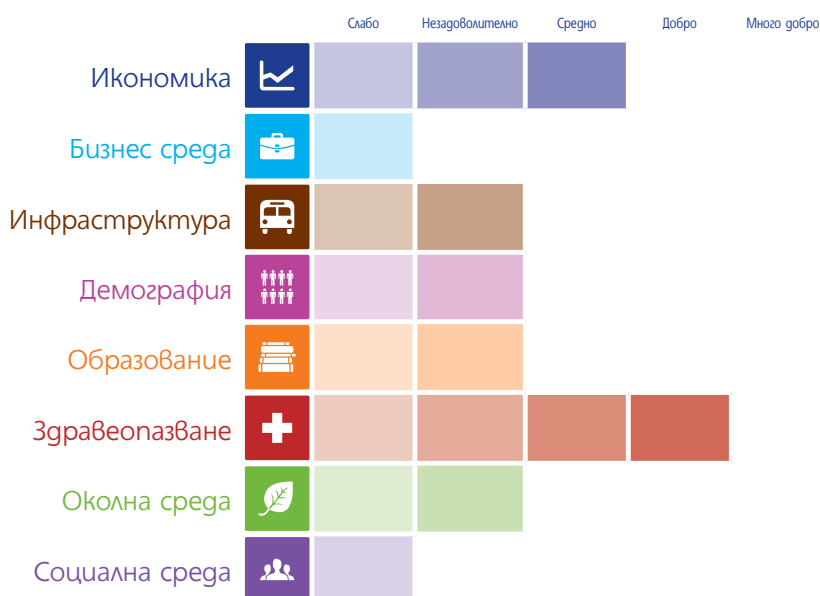 Слабо Незадоволително Средно Добро Много добро
Икономика
Бизнес среда
Инфраструктура
Демография
Образование
Здравеопазване
Околна среда
Социална среда